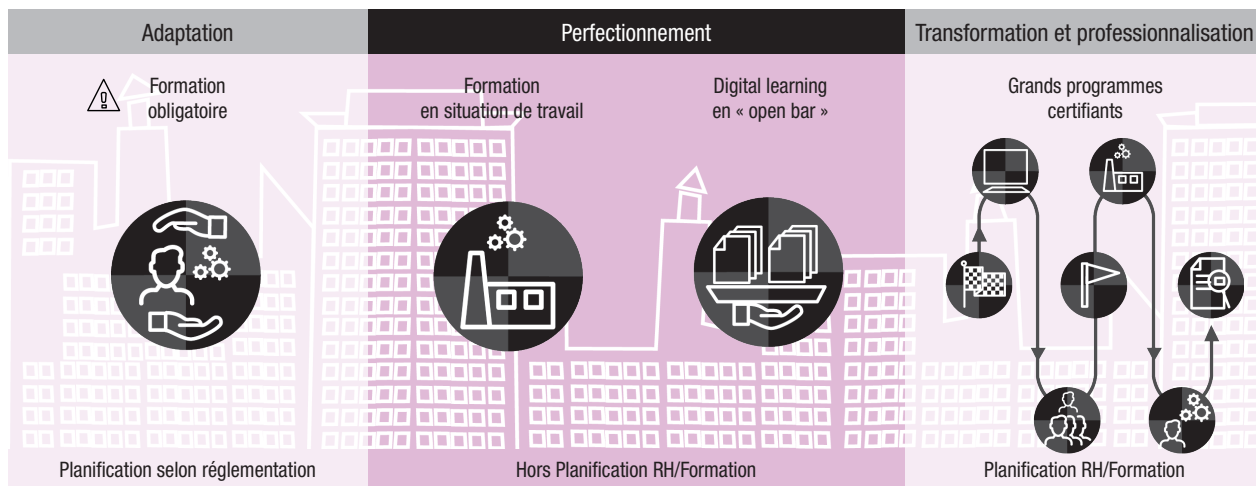 Adaptation
Perfectionnement
Transformation et professionnalisation
Formation
obligatoire
Formation
en situation de travail
Digital learning
en « open bar »
Grands programmes
certifiants
Planification selon réglementation
Hors Planification RH/Formation
Planification RH/Formation